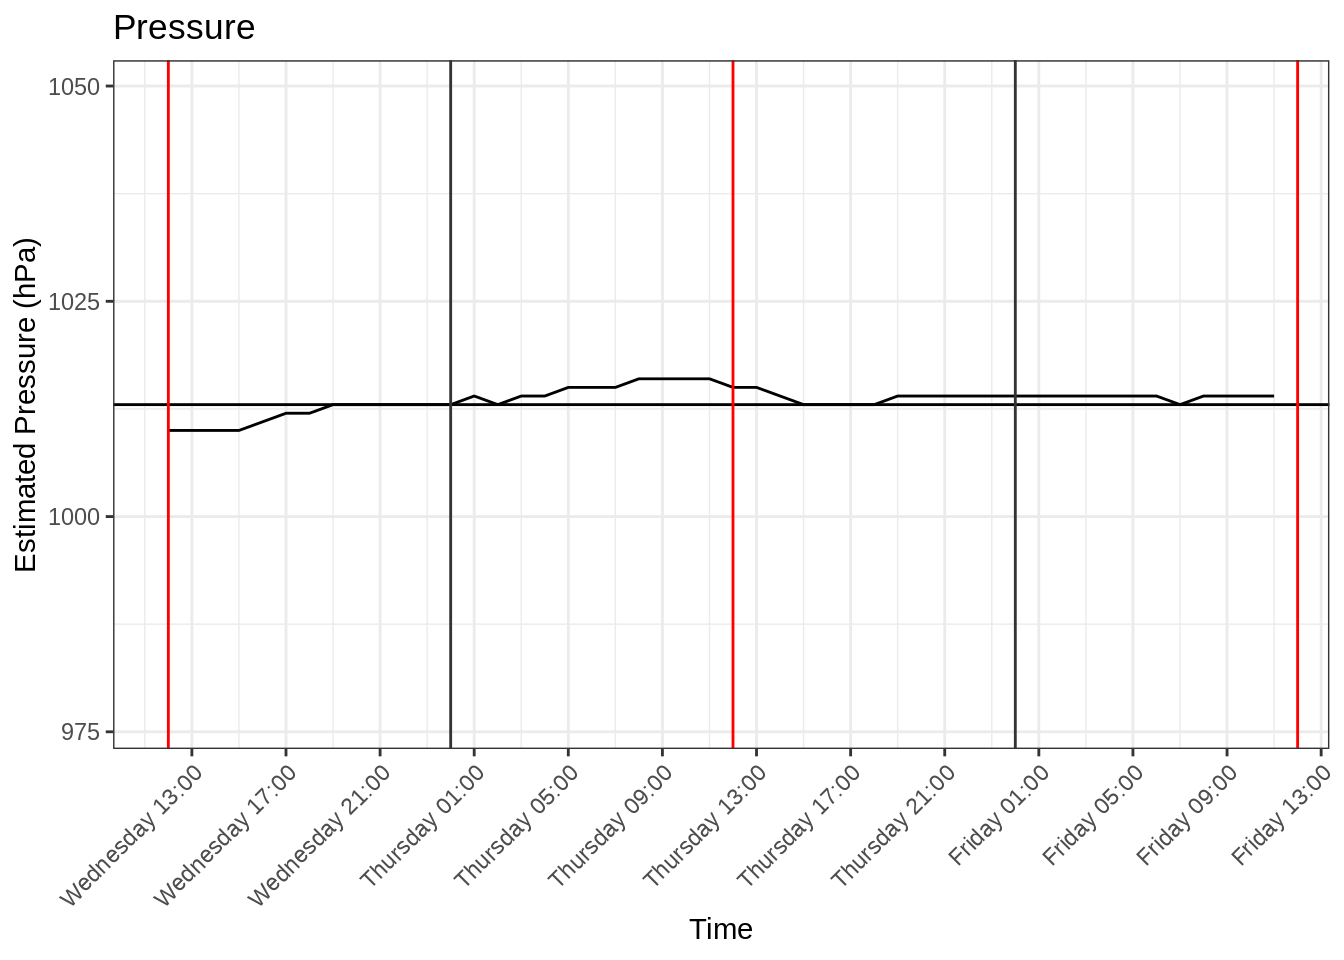 Pressure
Estimated Pressure (hPa)
1050
1025
1000
975
Wednesday 13:00
Wednesday 17:00
Wednesday 21:00
Thursday 01:00
Thursday 05:00
Thursday 09:00
Thursday 13:00
Thursday 17:00
Thursday 21:00
Friday 01:00
Friday 05:00
Friday 09:00
Friday 13:00
Time